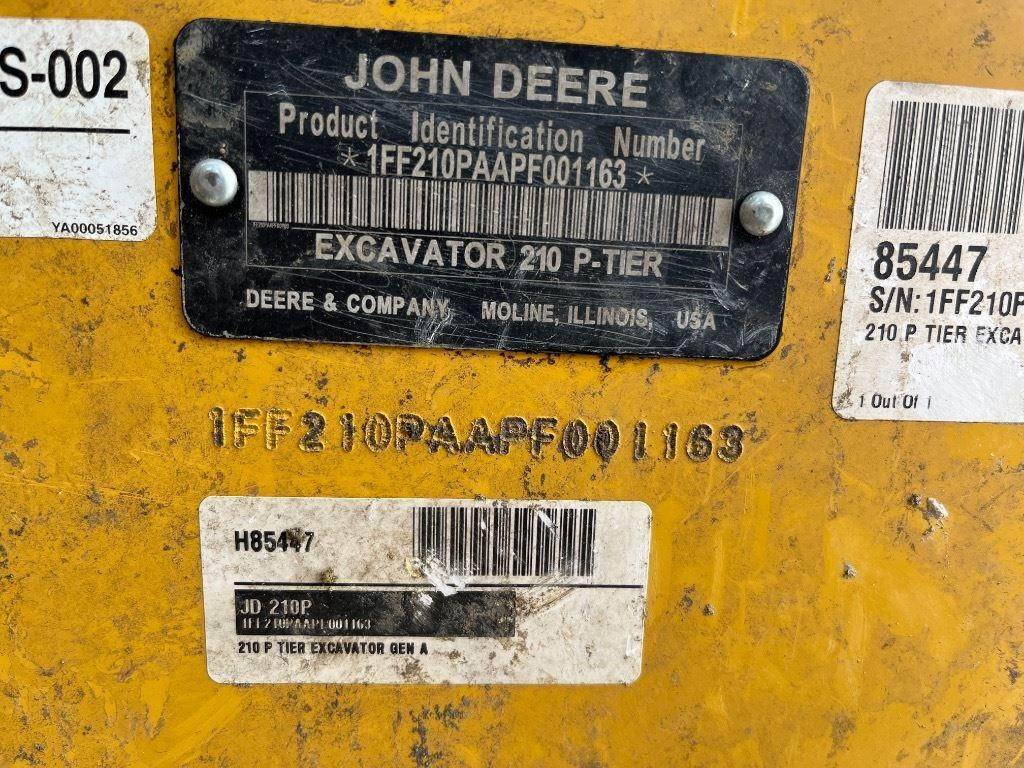 S-002
YA00051856
JOHN DEERE
Product Identification Number
*1FF210PAAPF001163*
EXCAVATOR 210 P-TIER
DEERE & COMPANY, MOLINE, ILLINOIS, USA
85447
S/N: 1FF210P
210 P TIER EXCA
1 Out Of 1
1FF210PAAPF001163
H85447
JD 210P
1FF210PAAPF001163
210 P TIER EXCAVATOR GEN A